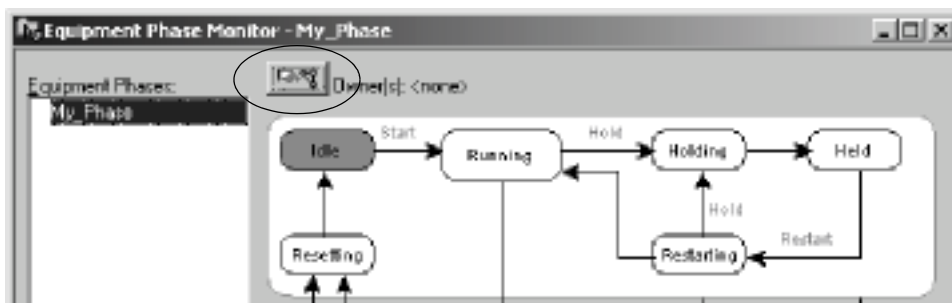 Equipment Phase Monitor - My_Phase
Equipment Phases:
Owner(s): <none>
My_Phase
Start
Hold
Idle
Running
Holding
Held
Hold
Restart
Resetting
Restarting